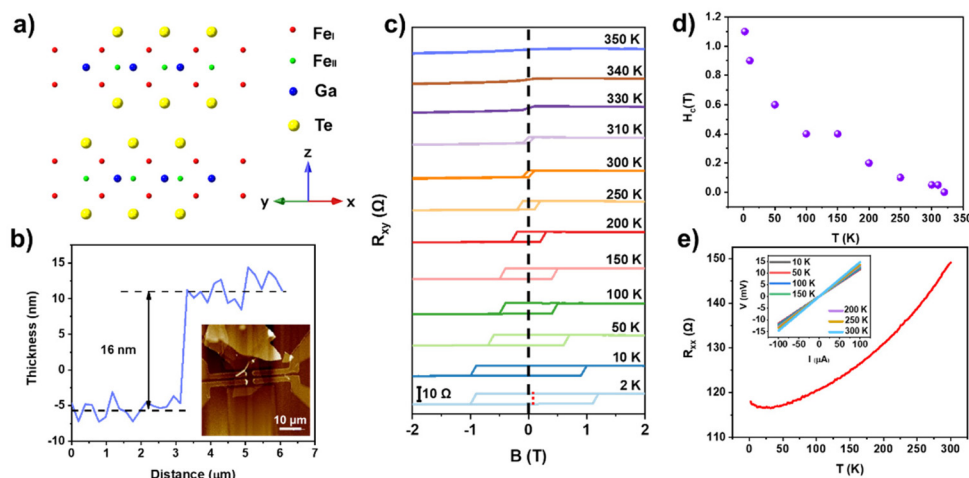 a)
Fe_I
Fe_II
Ga
Te
z
y
x
b)
Thickness (nm)
15
10
5
0
-5
-10
16 nm
10 μm
0 1 2 3 4 5 6 7
Distance (μm)
c)
R_xy (Ω)
350 K
340 K
330 K
310 K
300 K
250 K
200 K
150 K
100 K
50 K
10 K
2 K
10 Ω
-2 -1 0 1 2
B (T)
d)
H_C(T)
1.2
1.0
0.8
0.6
0.4
0.2
0.0
0 50 100 150 200 250 300 350
T (K)
e)
R_xx (Ω)
150
140
130
120
110
V (mV)
15
10
5
0
-5
-10
-15
10 K
50 K
100 K
150 K
200 K
250 K
300 K
-100 -50 0 50 100
I (μA)
0 50 100 150 200 250 300
T (K)